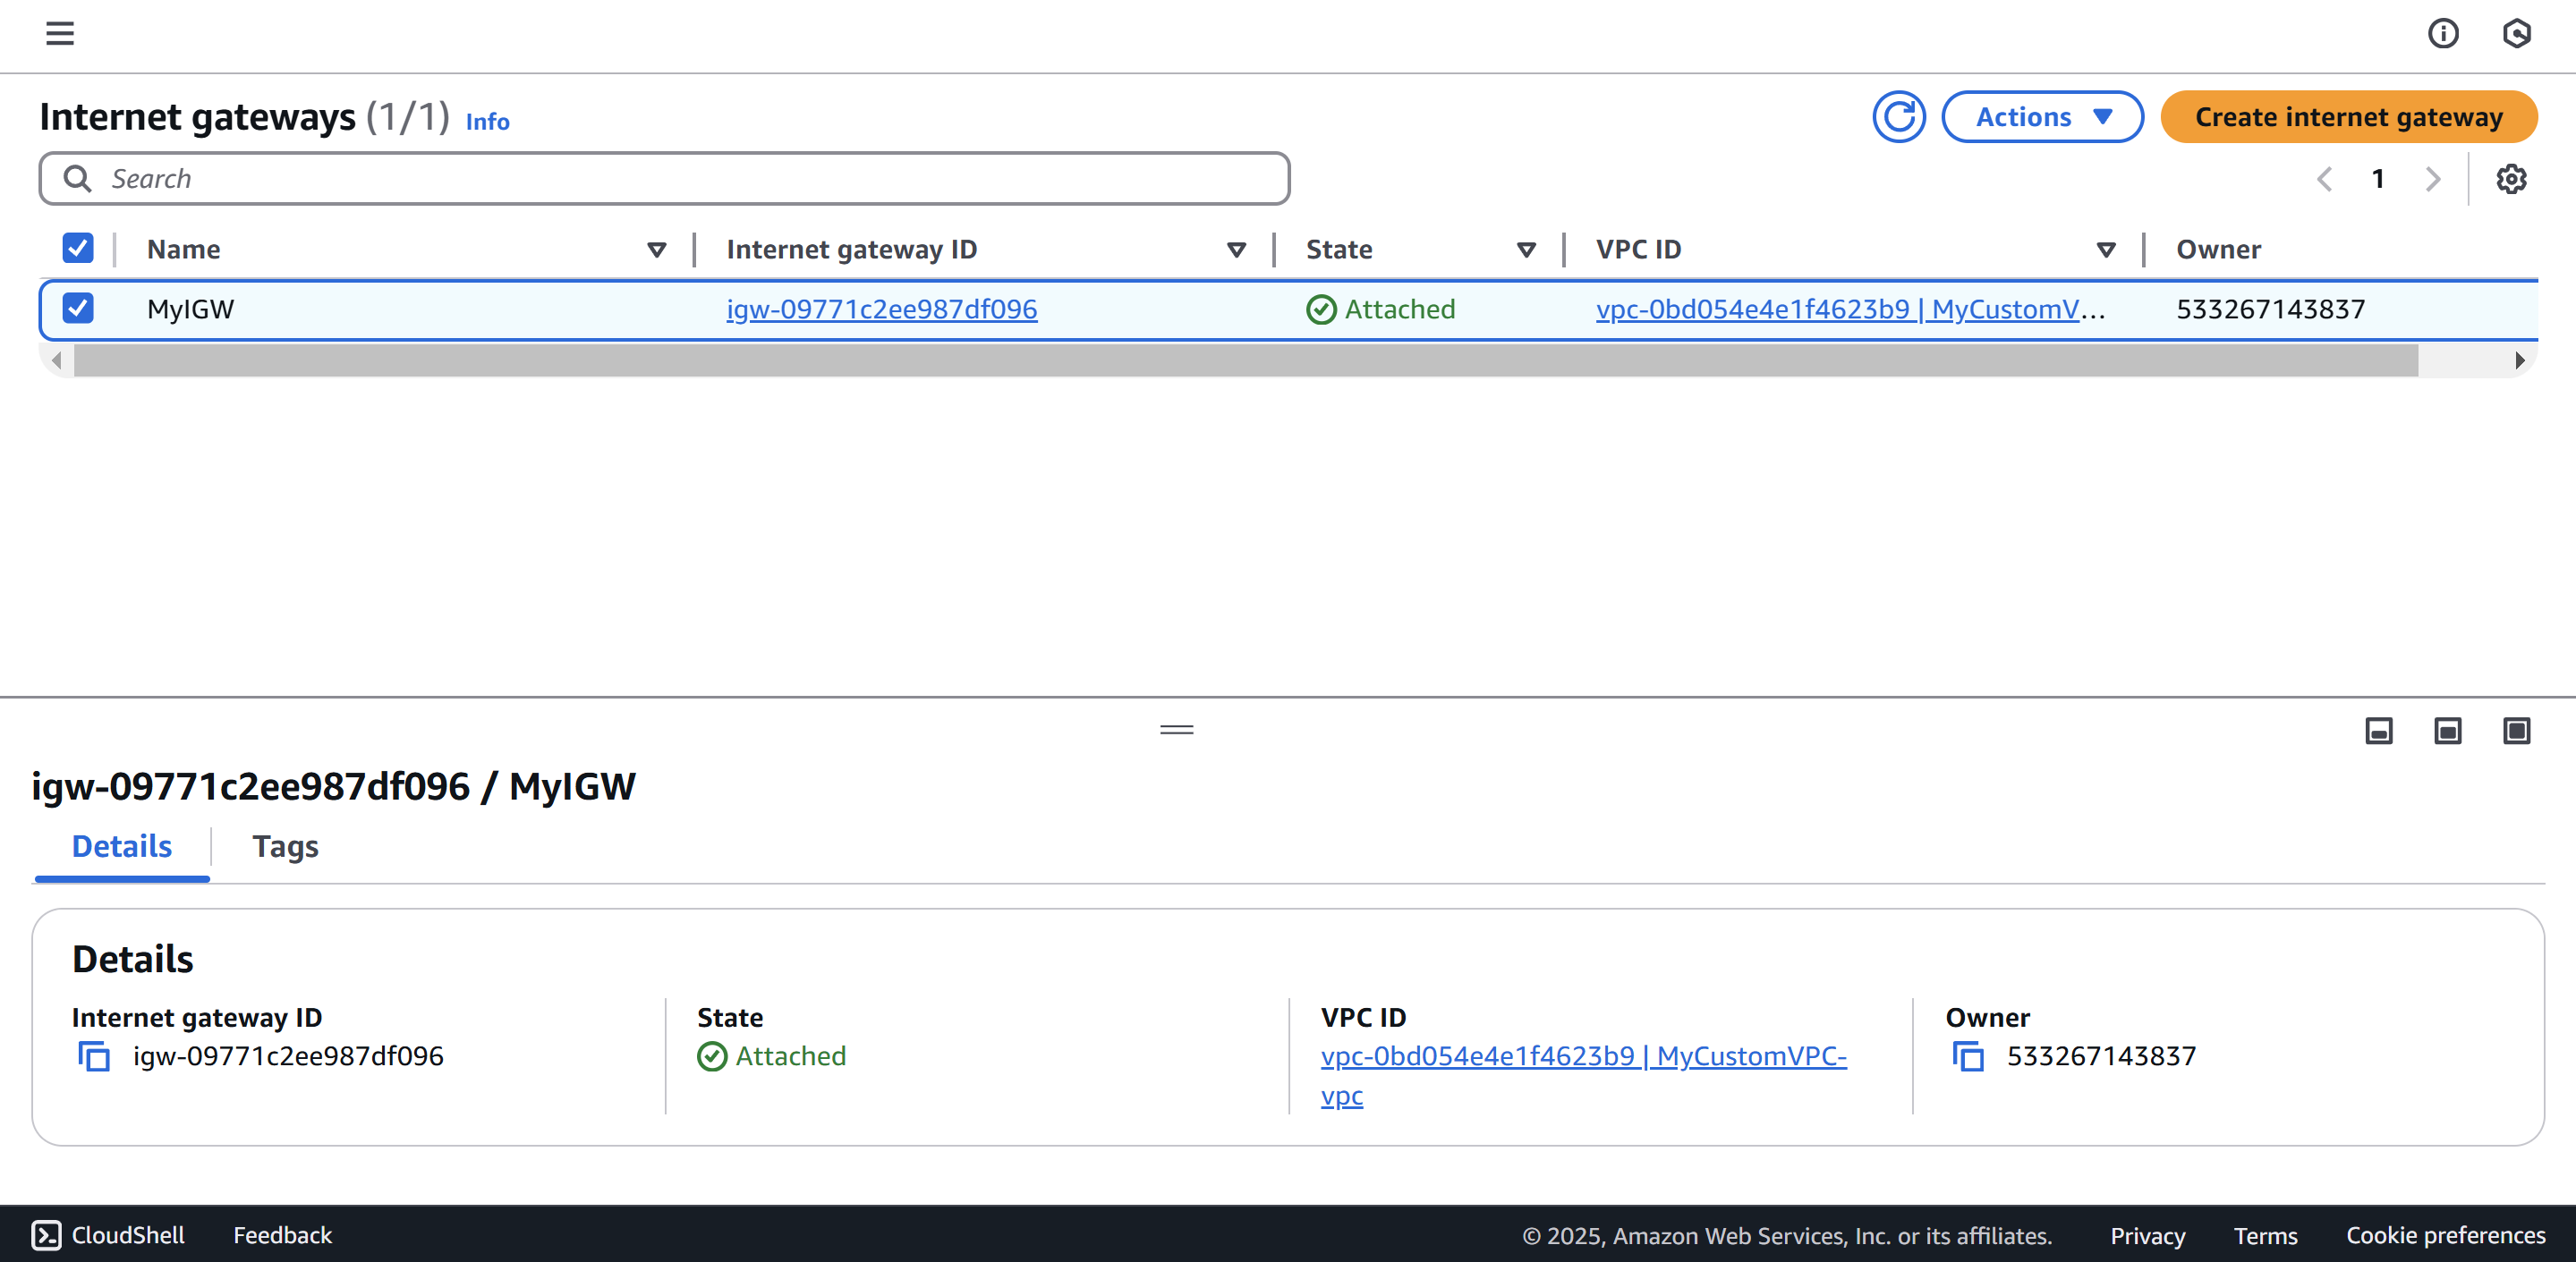 Internet gateways (1/1) Info
Actions
Create internet gateway
Search
1
Name Internet gateway ID State VPC ID Owner
MyIGW igw-09771c2ee987df096 Attached vpc-0bd054e4e1f4623b9 | MyCustomV... 533267143837
igw-09771c2ee987df096 / MyIGW
Details Tags
Details
Internet gateway ID
igw-09771c2ee987df096
State
Attached
VPC ID
vpc-0bd054e4e1f4623b9 | MyCustomVPC-
vpc
Owner
533267143837
CloudShell Feedback © 2025, Amazon Web Services, Inc. or its affiliates. Privacy Terms Cookie preferences